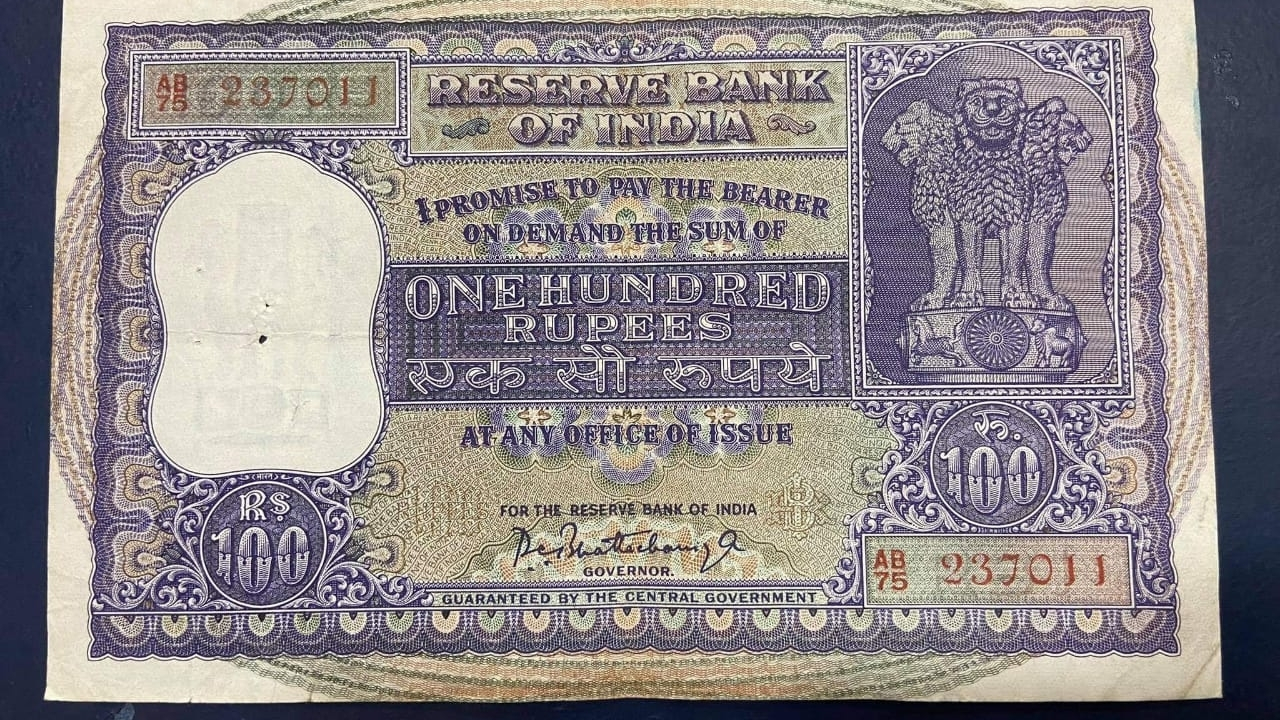 AB
75 237011
RESERVE BANK
OF INDIA
I PROMISE TO PAY THE BEARER
ON DEMAND THE SUM OF
ONE HUNDRED
RUPEES
एक सौ रुपये
AT ANY OFFICE OF ISSUE
FOR THE RESERVE BANK OF INDIA
GOVERNOR.
GUARANTEED BY THE CENTRAL GOVERNMENT
(भारत)
Rs
100
रु.
100
AB
75 237011